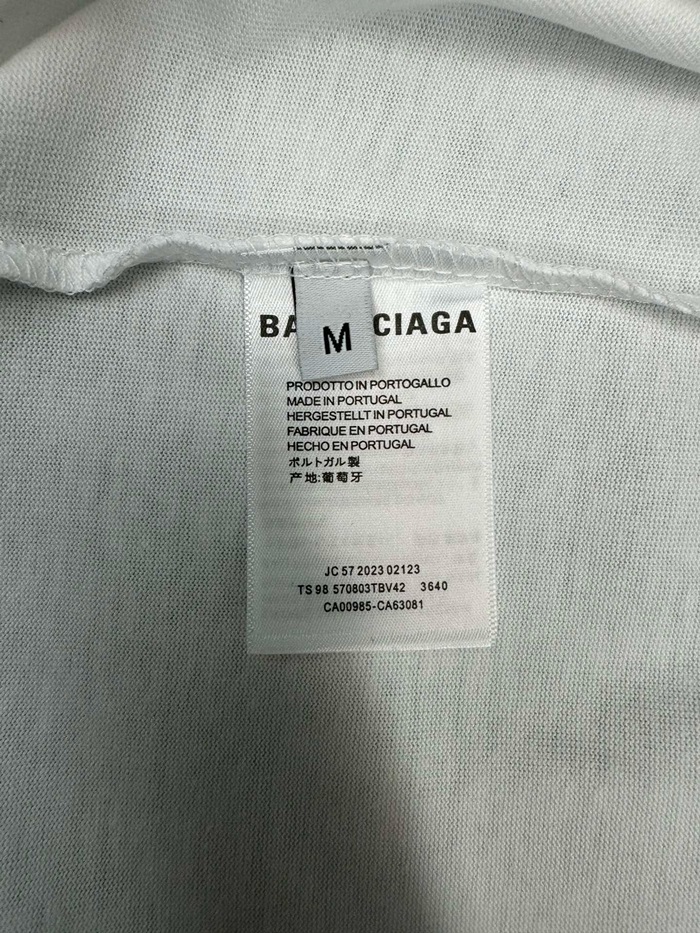 BA CIAGA
M
PRODOTTO IN PORTOGALLO
MADE IN PORTUGAL
HERGESTELLT IN PORTUGAL
FABRIQUE EN PORTUGAL
HECHO EN PORTUGAL
ポルトガル製
产地:葡萄牙
JC 57 2023 02123
TS 98 570803TBV42 3640
CA00985-CA63081